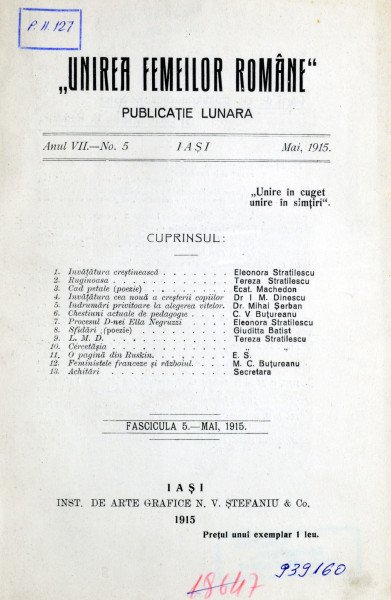 P. II. 127
„UNIREA FEMEILOR ROMÂNE“
PUBLICAȚIE LUNARA
Anul VII.—No. 5 IAȘI Mai, 1915.
„Unire în cuget
unire în simțiri“.
CUPRINSUL:
1. Invățătura creștinească . . . . . . . Eleonora Stratilescu
2. Ruginoasa . . . . . . . . . . . Tereza Stratilescu
3. Cad petale (poezie) . . . . . . . . Ecat. Machedon
4. Invățătura cea nouă a creșterii copiilor Dr I M. Dinescu
5. Indrumări privitoare la alegerea vitelor. Dr. Mihai Șerban
6. Chestiuni actuale de pedagogie . . . . C. V Buțureanu
7. Procesul D-nei Ella Negruzzi . . . . Eleonora Stratilescu
8. Sfidări (poezie) . . . . . . . . . Giuditta Batist
9. L. M. D. . . . . . . . . . . . Tereza Stratilescu
10. Cercetășia . . . . . . . . . . . „ „
11. O pagină din Ruskin. . . . . . . . E. S.
12. Feministele franceze și războiul. . . . M. C. Buțureanu
13. Achitări . . . . . . . . . . . Secretara
FASCICULA 5.—MAI, 1915.
IAȘI
INST. DE ARTE GRAFICE N. V. ȘTEFANIU & Co.
1915
Prețul unui exemplar 1 leu.
939160
18647